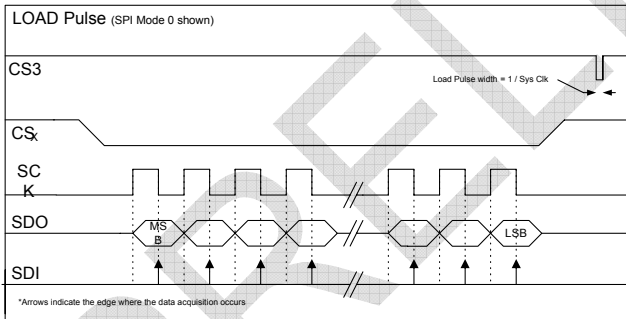 LOAD Pulse (SPI Mode 0 shown)
CS3
Load Pulse width = 1 / Sys Clk
CSx
SC
K
SDO
MS
B
LSB
SDI
*Arrows indicate the edge where the data acquisition occurs